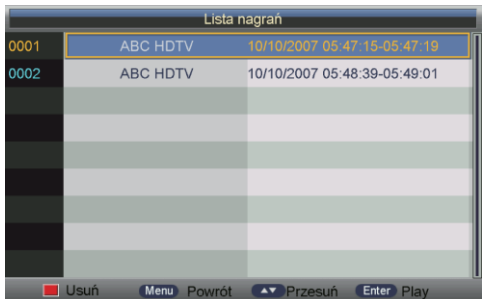 Lista nagrań
0001 ABC HDTV 10/10/2007 05:47:15-05:47:19
0002 ABC HDTV 10/10/2007 05:48:39-05:49:01
Usuń Menu Powrót Przesuń Enter Play